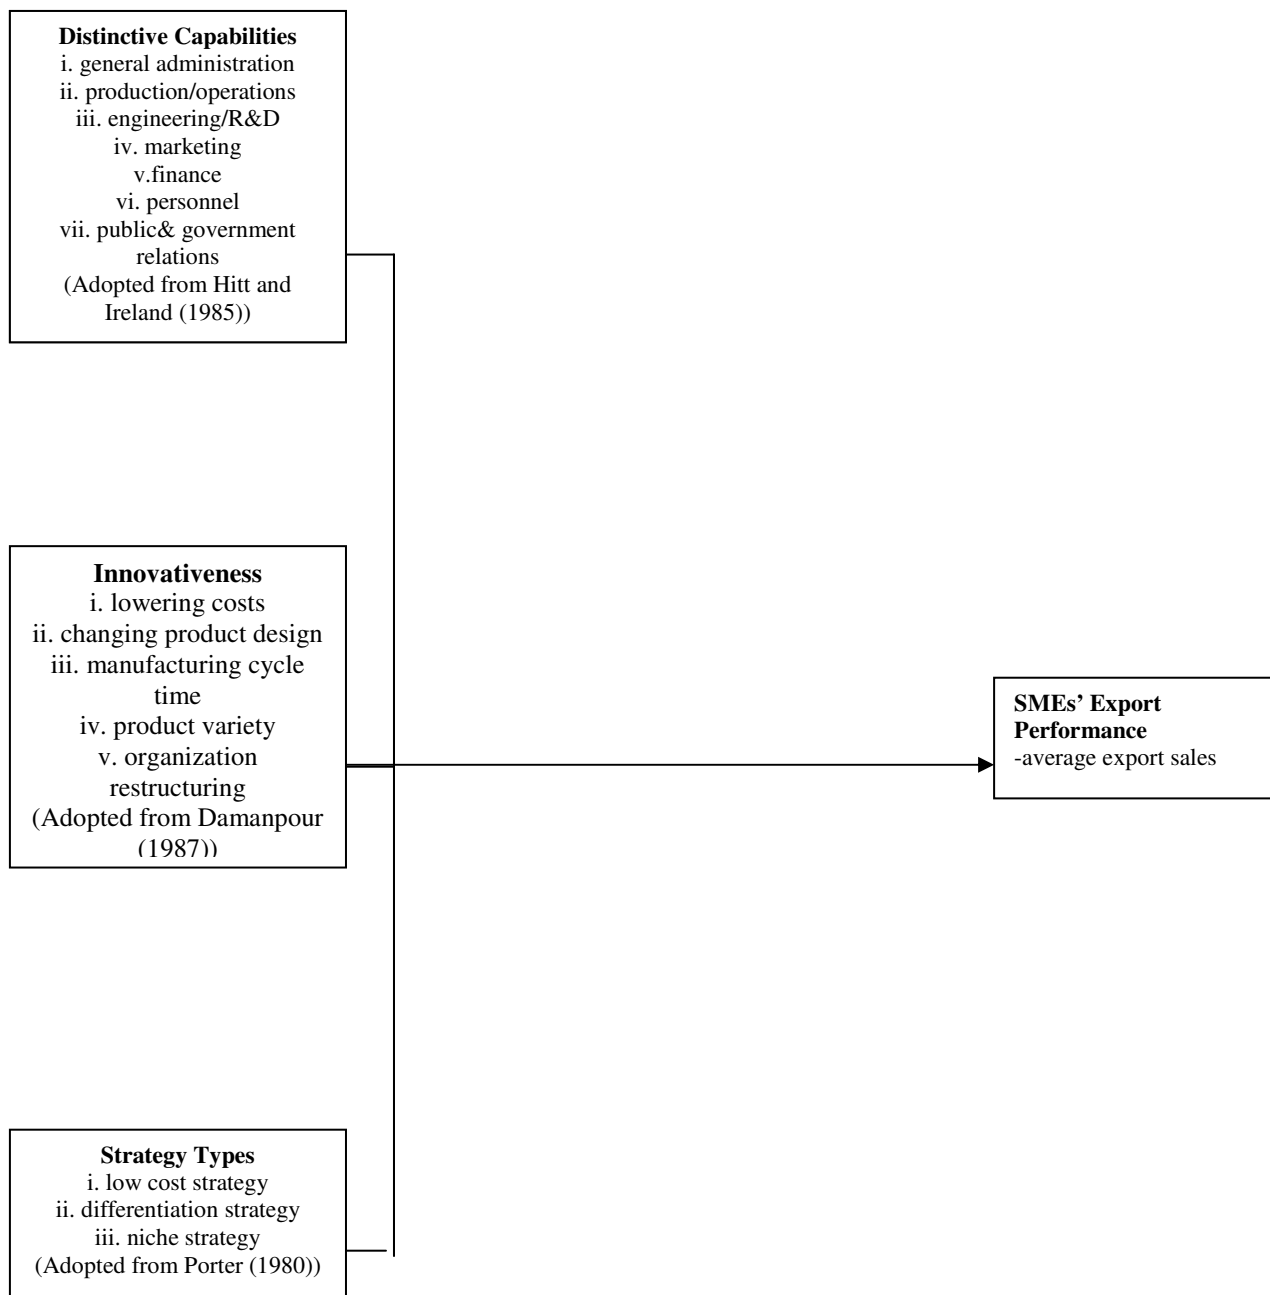 Distinctive Capabilities
i. general administration
ii. production/operations
iii. engineering/R&D
iv. marketing
v.finance
vi. personnel
vii. public& government
relations
(Adopted from Hitt and
Ireland (1985))
Innovativeness
i. lowering costs
ii. changing product design
iii. manufacturing cycle
time
iv. product variety
v. organization
restructuring
(Adopted from Damanpour
(1987))
SMEs’ Export
Performance
-average export sales
Strategy Types
i. low cost strategy
ii. differentiation strategy
iii. niche strategy
(Adopted from Porter (1980))